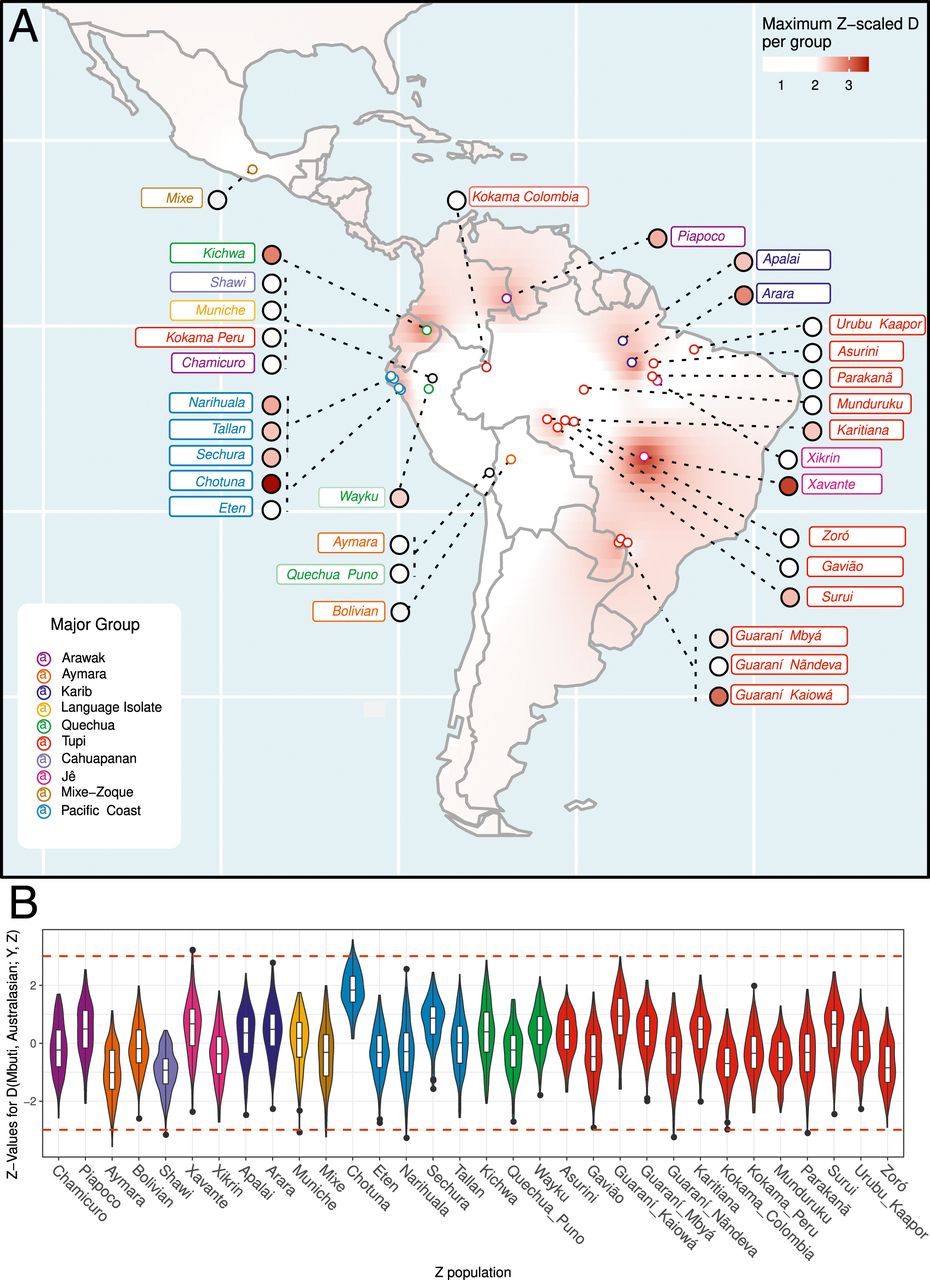 A
Maximum Z−scaled D
per group
1 2 3
Mixe
Kokama Colombia
Kichwa
Shawi
Muniche
Kokama Peru
Chamicuro
Narihuala
Tallan
Sechura
Chotuna
Eten
Wayku
Aymara
Quechua Puno
Bolivian
Piapoco
Apalai
Arara
Urubu Kaapor
Asurini
Parakanã
Munduruku
Karitiana
Xikrin
Xavante
Zoró
Gavião
Surui
Guaraní Mbyá
Guaraní Nãndeva
Guaraní Kaiowá
Major Group
a Arawak
a Aymara
a Karib
a Language Isolate
a Quechua
a Tupi
a Cahuapanan
a Jê
a Mixe−Zoque
a Pacific Coast
B
Z−Values for D(Mbuti, Australasian; Y, Z)
2
0
−2
Chamicuro
Piapoco
Aymara
Bolivian
Shawi
Xavante
Xikrin
Apalai
Arara
Muniche
Mixe
Chotuna
Eten
Narihuala
Sechura
Tallan
Kichwa
Quechua_Puno
Wayku
Asurini
Gavião
Guaraní_Kaiowá
Guaraní_Mbyá
Guaraní_Nãndeva
Karitiana
Kokama_Colombia
Kokama_Peru
Munduruku
Parakanã
Surui
Urubu_Kaapor
Zoró
Z population